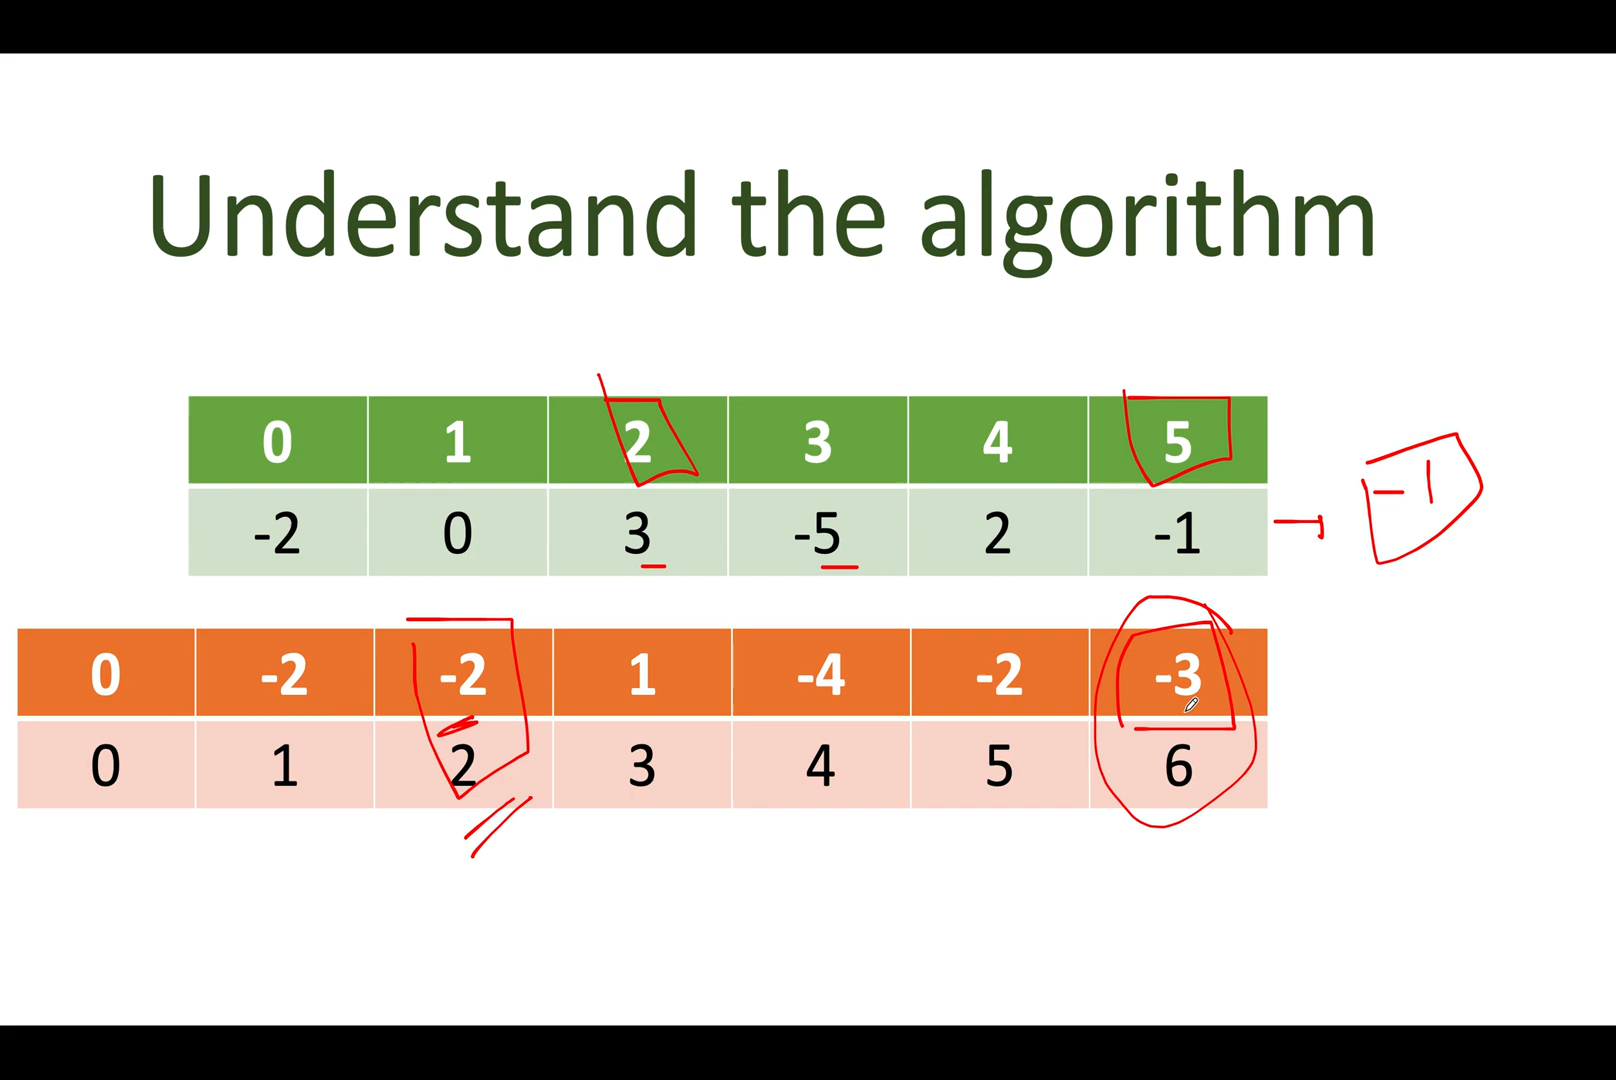 Understand the algorithm
0 1 2 3 4 5
-2 0 3 -5 2 -1
-1
0 -2 -2 1 -4 -2 -3
0 1 2 3 4 5 6